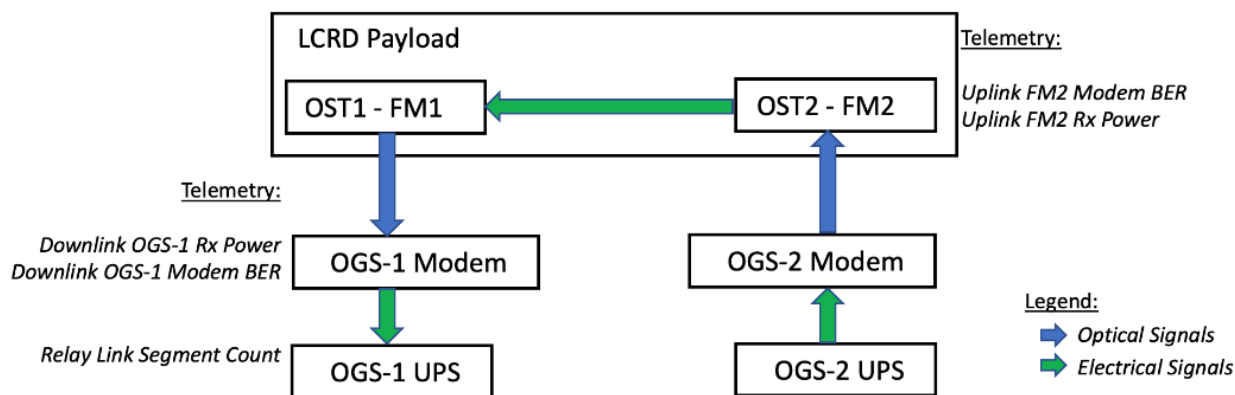 LCRD Payload
Telemetry:
OST1 - FM1
OST2 - FM2
Uplink FM2 Modem BER
Uplink FM2 Rx Power
Telemetry:
Downlink OGS-1 Rx Power
Downlink OGS-1 Modem BER
OGS-1 Modem
OGS-2 Modem
Legend:
Optical Signals
Electrical Signals
Relay Link Segment Count
OGS-1 UPS
OGS-2 UPS